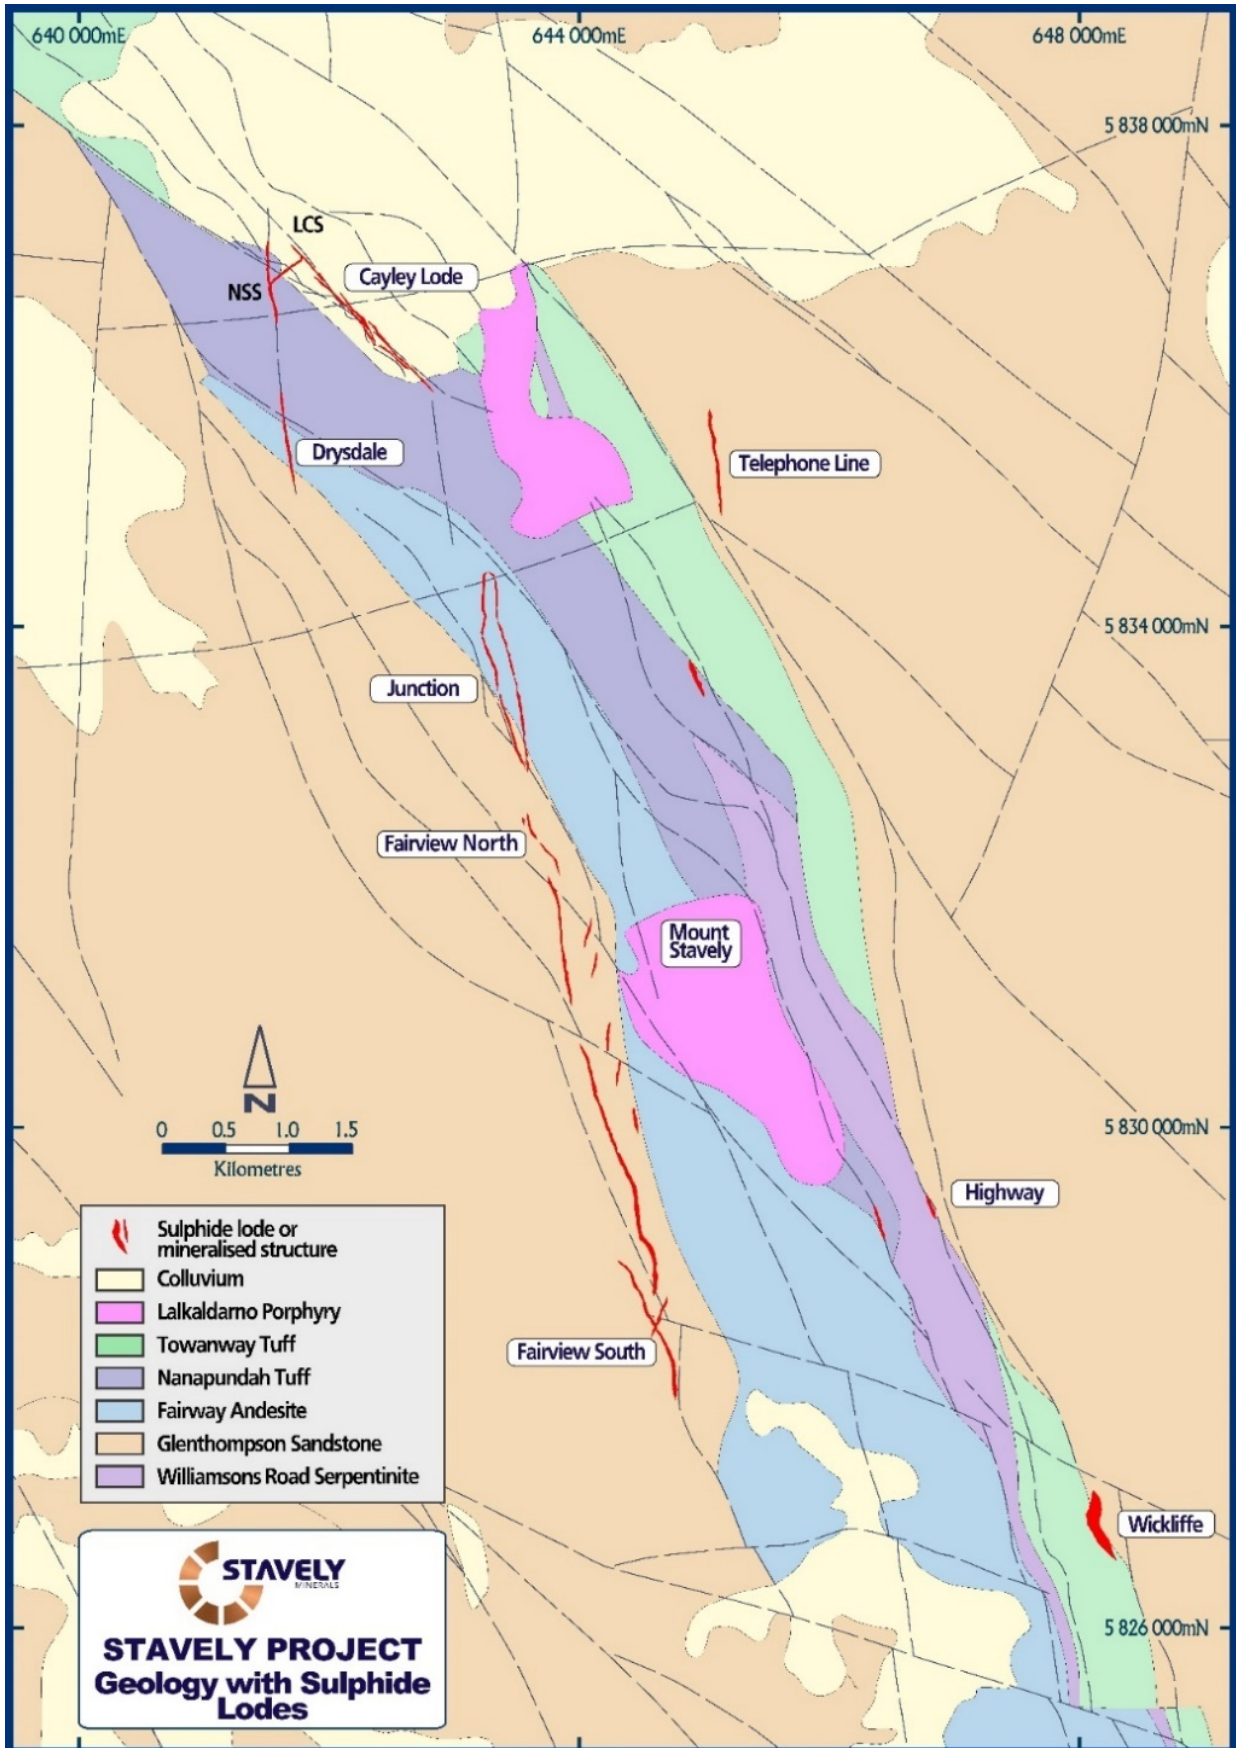 640 000mE
644 000mE
648 000mE
5 838 000mN
LCS
Cayley Lode
NSS
Drysdale
Telephone Line
5 834 000mN
Junction
Fairview North
Mount
Stavely
N
0 0.5 1.0 1.5
Kilometres
5 830 000mN
Highway
Sulphide lode or
mineralised structure
Colluvium
Lalkaldarno Porphyry
Towanway Tuff
Nanapundah Tuff
Fairway Andesite
Glenthompson Sandstone
Williamsons Road Serpentinite
Fairview South
Wickliffe
STAVELY
MINERALS
5 826 000mN
STAVELY PROJECT
Geology with Sulphide
Lodes